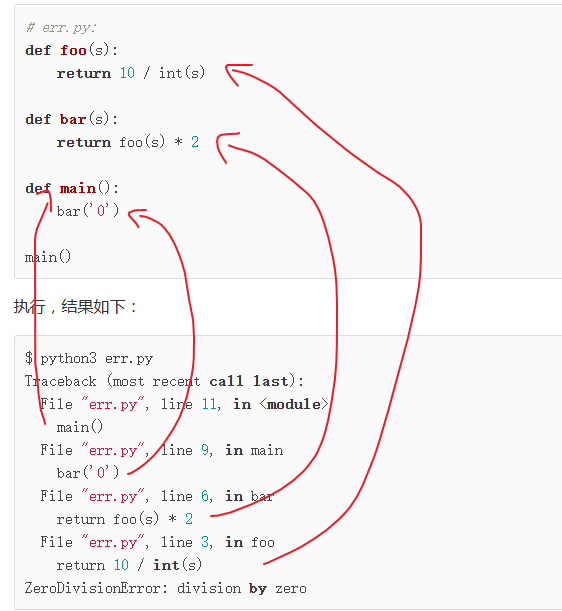 # err.py:
def foo(s):
    return 10 / int(s)

def bar(s):
    return foo(s) * 2

def main():
    bar('0')

main()
执行，结果如下：
$ python3 err.py
Traceback (most recent call last):
  File "err.py", line 11, in <module>
    main()
  File "err.py", line 9, in main
    bar('0')
  File "err.py", line 6, in bar
    return foo(s) * 2
  File "err.py", line 3, in foo
    return 10 / int(s)
ZeroDivisionError: division by zero